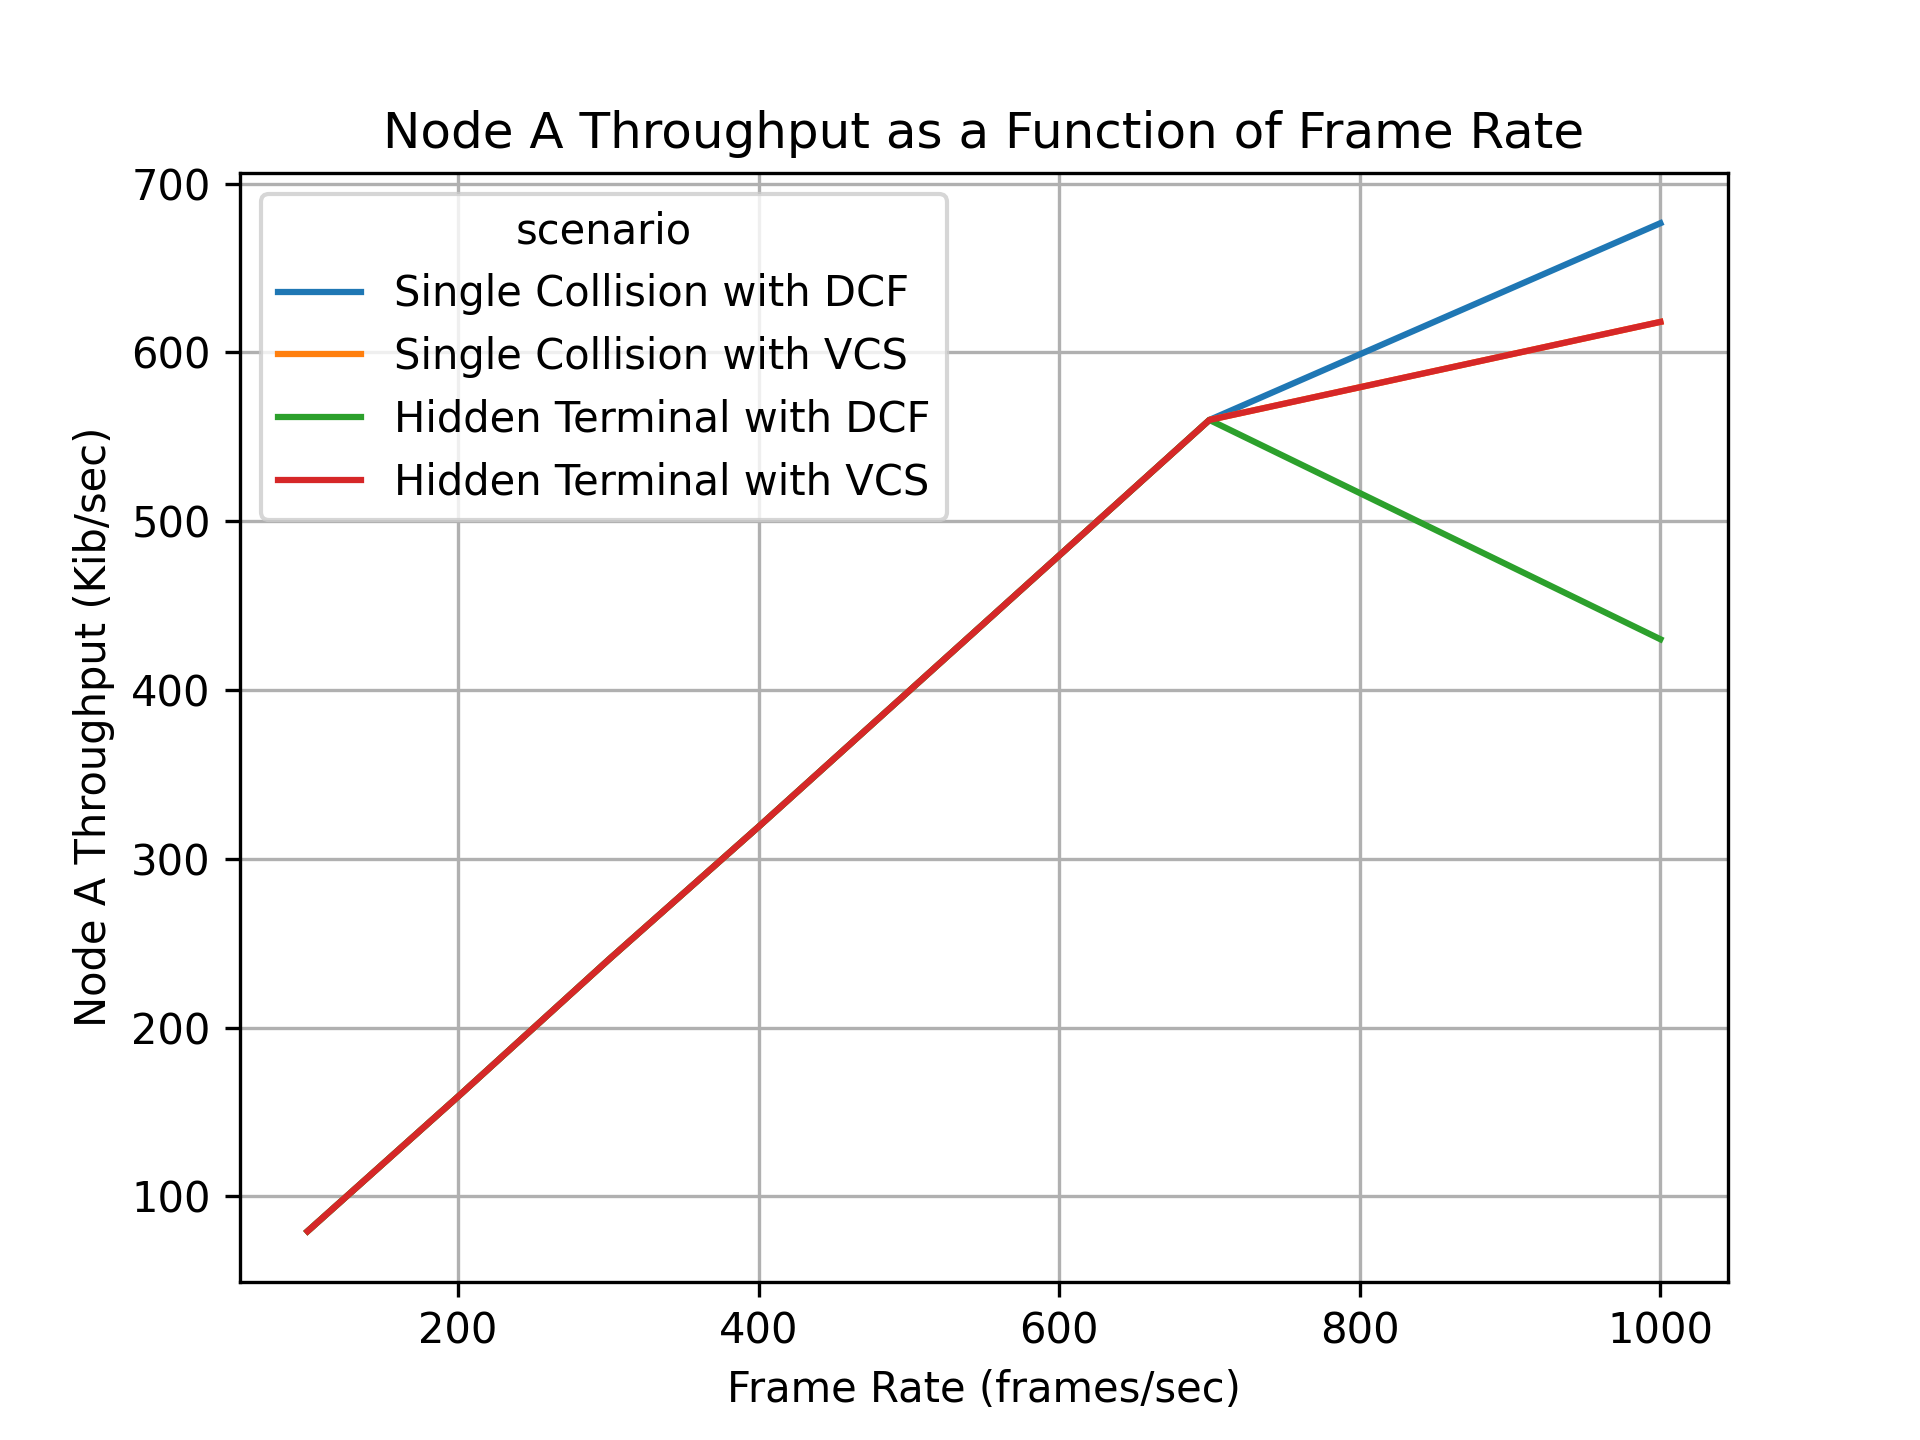 Node A Throughput as a Function of Frame Rate
700
600
500
400
300
200
100
Node A Throughput (Kib/sec)
scenario
Single Collision with DCF
Single Collision with VCS
Hidden Terminal with DCF
Hidden Terminal with VCS
200 400 600 800 1000
Frame Rate (frames/sec)